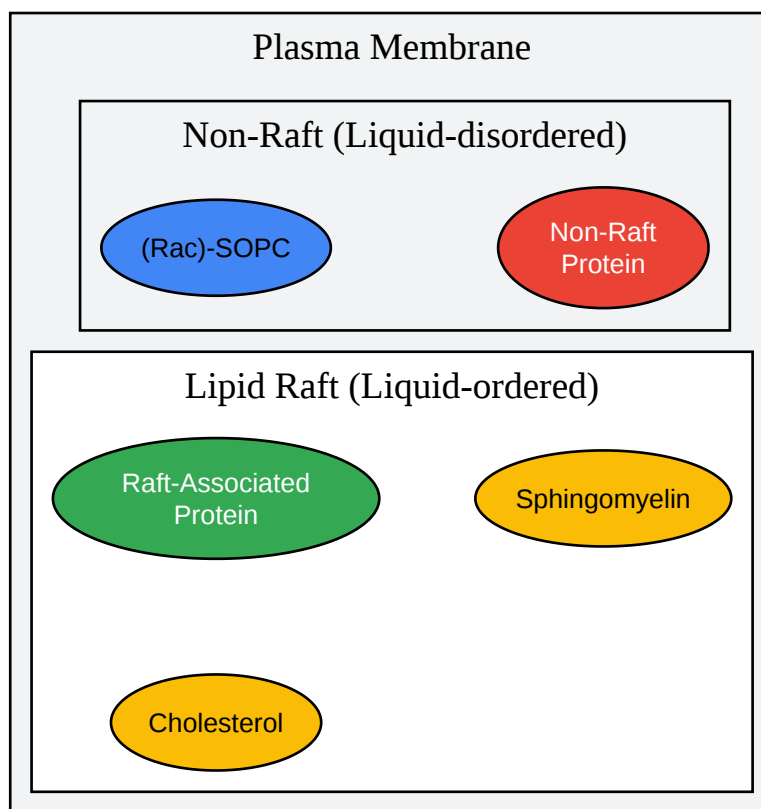 Plasma Membrane
Non-Raft (Liquid-disordered)
(Rac)-SOPC
Non-Raft
Protein
Lipid Raft (Liquid-ordered)
Raft-Associated
Protein
Sphingomyelin
Cholesterol